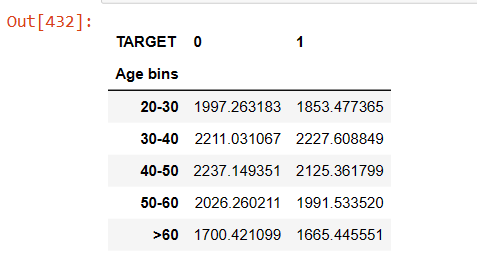 Out[432]:
TARGET 0 1
Age bins
20-30 1997.263183 1853.477365
30-40 2211.031067 2227.608849
40-50 2237.149351 2125.361799
50-60 2026.260211 1991.533520
>60 1700.421099 1665.445551